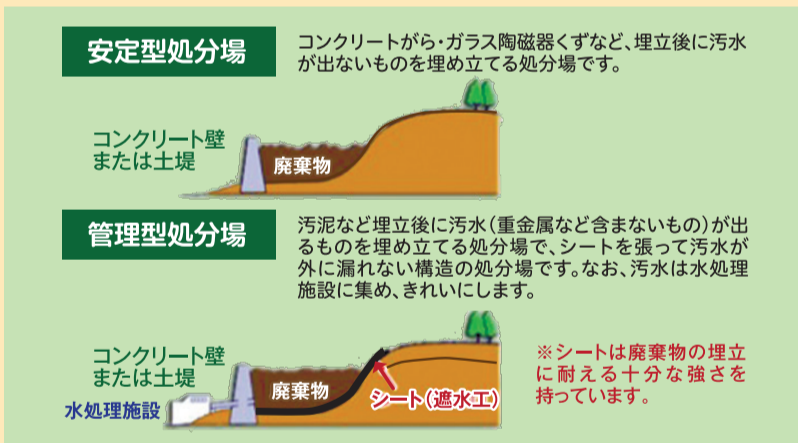 安定型処分場
コンクリートがら・ガラス陶磁器くずなど、埋立後に汚水
が出ないものを埋め立てる処分場です。
コンクリート壁
または土堤
廃棄物
管理型処分場
汚泥など埋立後に汚水（重金属など含まないもの）が出
るものを埋め立てる処分場で、シートを張って汚水が
外に漏れない構造の処分場です。なお、汚水は水処理
施設に集め、きれいにします。
コンクリート壁
または土堤
水処理施設
廃棄物
シート（遮水工）
※シートは廃棄物の埋立
に耐える十分な強さを
持っています。